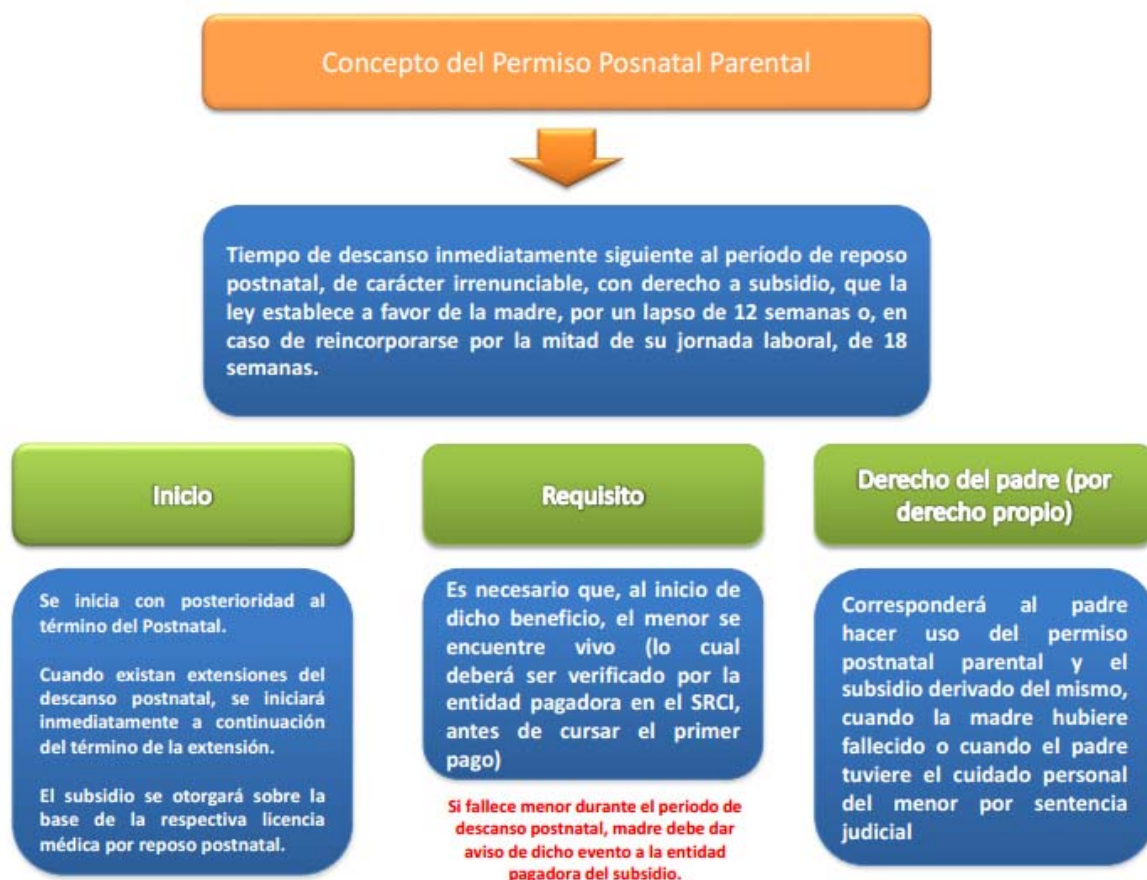 Concepto del Permiso Posnatal Parental
Tiempo de descanso inmediatamente siguiente al período de reposo
postnatal, de carácter irrenunciable, con derecho a subsidio, que la
ley establece a favor de la madre, por un lapso de 12 semanas o, en
caso de reincorporarse por la mitad de su jornada laboral, de 18
semanas.
Inicio
Se inicia con posterioridad al
término del Postnatal.
Cuando existan extensiones del
descanso postnatal, se iniciará
inmediatamente a continuación
del término de la extensión.
El subsidio se otorgará sobre la
base de la respectiva licencia
médica por reposo postnatal.
Requisito
Es necesario que, al inicio de
dicho beneficio, el menor se
encuentre vivo (lo cual
deberá ser verificado por la
entidad pagadora en el SRCI,
antes de cursar el primer
pago)
Si fallece menor durante el periodo de
descanso postnatal, madre debe dar
aviso de dicho evento a la entidad
pagadora del subsidio.
Derecho del padre (por
derecho propio)
Corresponderá al padre
hacer uso del permiso
postnatal parental y el
subsidio derivado del mismo,
cuando la madre hubiere
fallecido o cuando el padre
tuviere el cuidado personal
del menor por sentencia
judicial